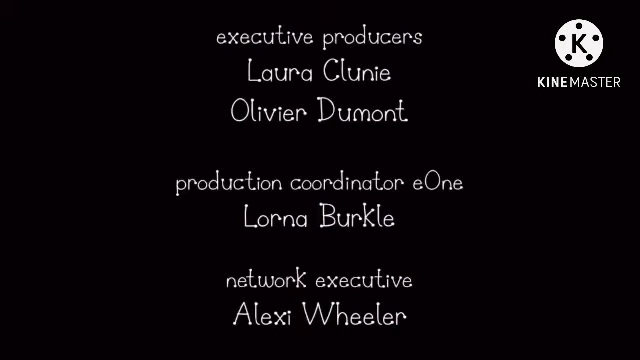 executive producers
Laura Clunie
Olivier Dumont
K
KINEMASTER
production coordinator eOne
Lorna Burkle
network executive
Alexi Wheeler